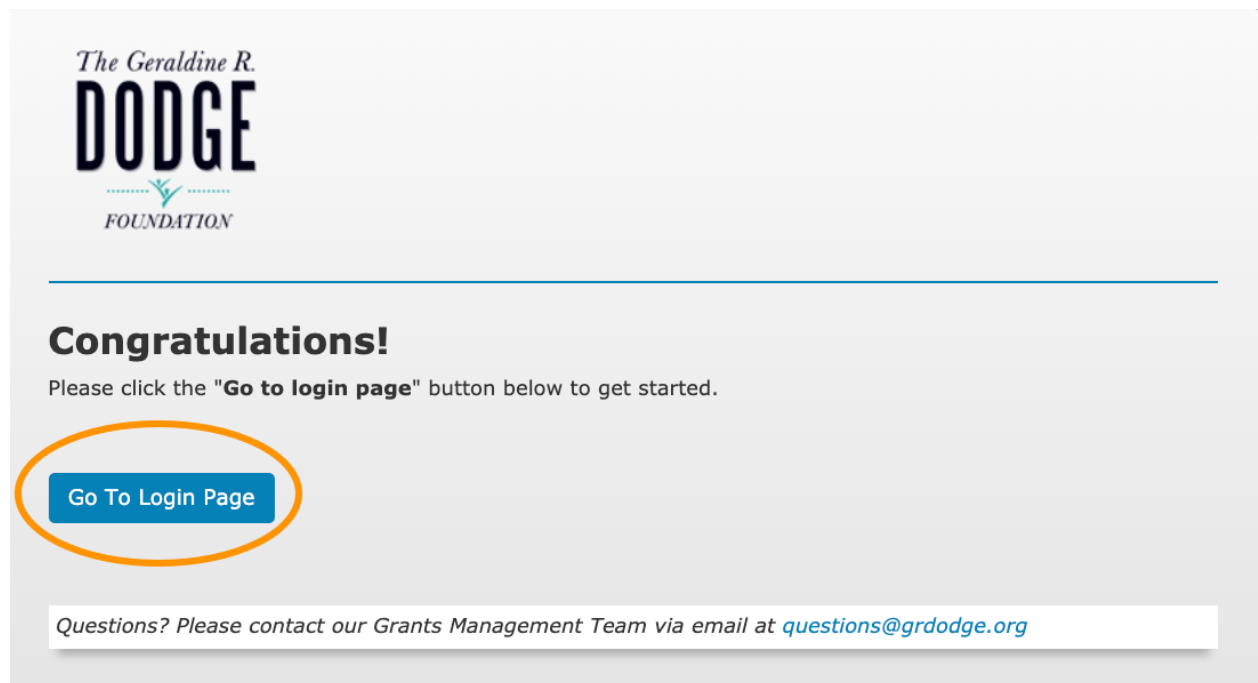 The Geraldine R.
DODGE
FOUNDATION
Congratulations!
Please click the "Go to login page" button below to get started.
Go To Login Page
Questions? Please contact our Grants Management Team via email at questions@grdodge.org